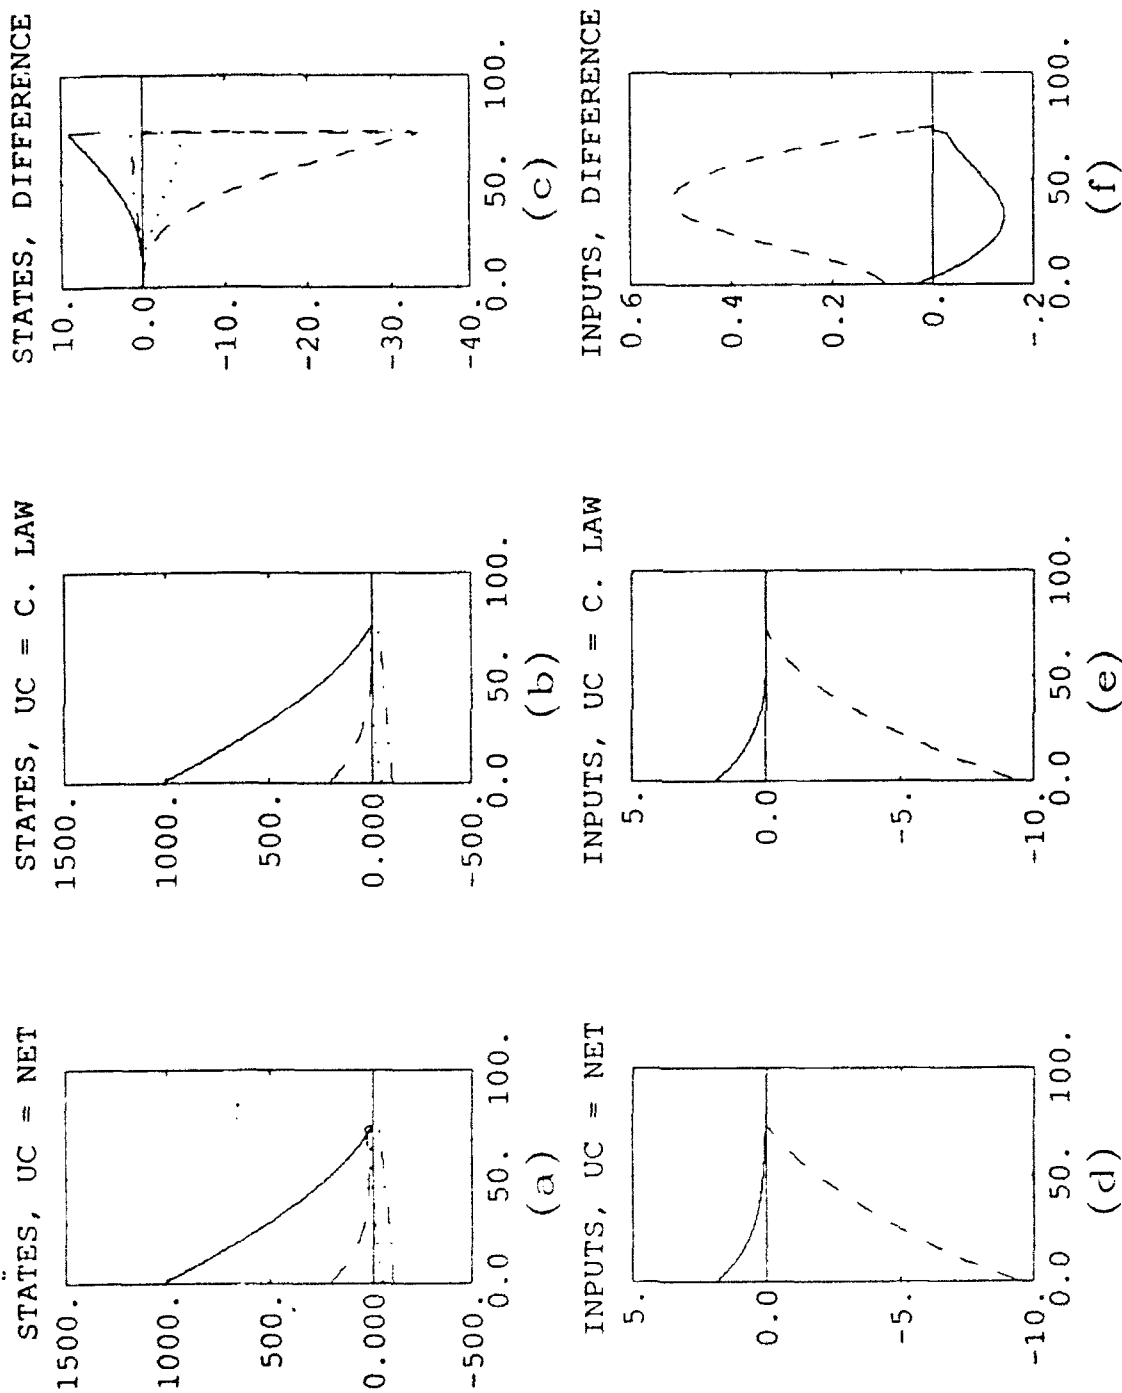 STATES, UC = NET
1500.
1000.
500.
0.000
-500.
0.0 50. 100.
(a)
STATES, UC = C. LAW
1500.
1000.
500.
0.000
-500.
0.0 50. 100.
(b)
STATES, DIFFERENCE
10.
0.0
-10.
-20.
-30.
-40.
0.0 50. 100.
(c)
INPUTS, UC = NET
5.
0.0
-5.
-10.
0.0 50. 100.
(d)
INPUTS, UC = C. LAW
5.
0.0
-5.
-10.
0.0 50. 100.
(e)
INPUTS, DIFFERENCE
0.6
0.4
0.2
0.
-.2
0.0 50. 100.
(f)